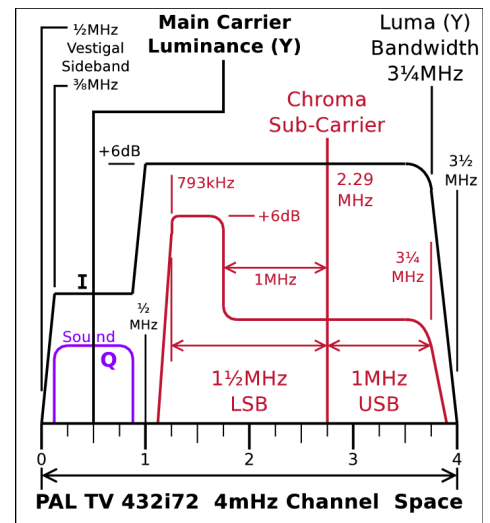 ½MHz
Vestigal
Sideband
⅜MHz
Main Carrier
Luminance (Y)
Luma (Y)
Bandwidth
3¼MHz
Chroma
Sub-Carrier
+6dB
793kHz
2.29
MHz
3½
MHz
+6dB
1MHz
3¼
MHz
I
½
MHz
Sound
Q
1½MHz
LSB
1MHz
USB
0 1 2 3 4
PAL TV 432i72 4mHz Channel Space